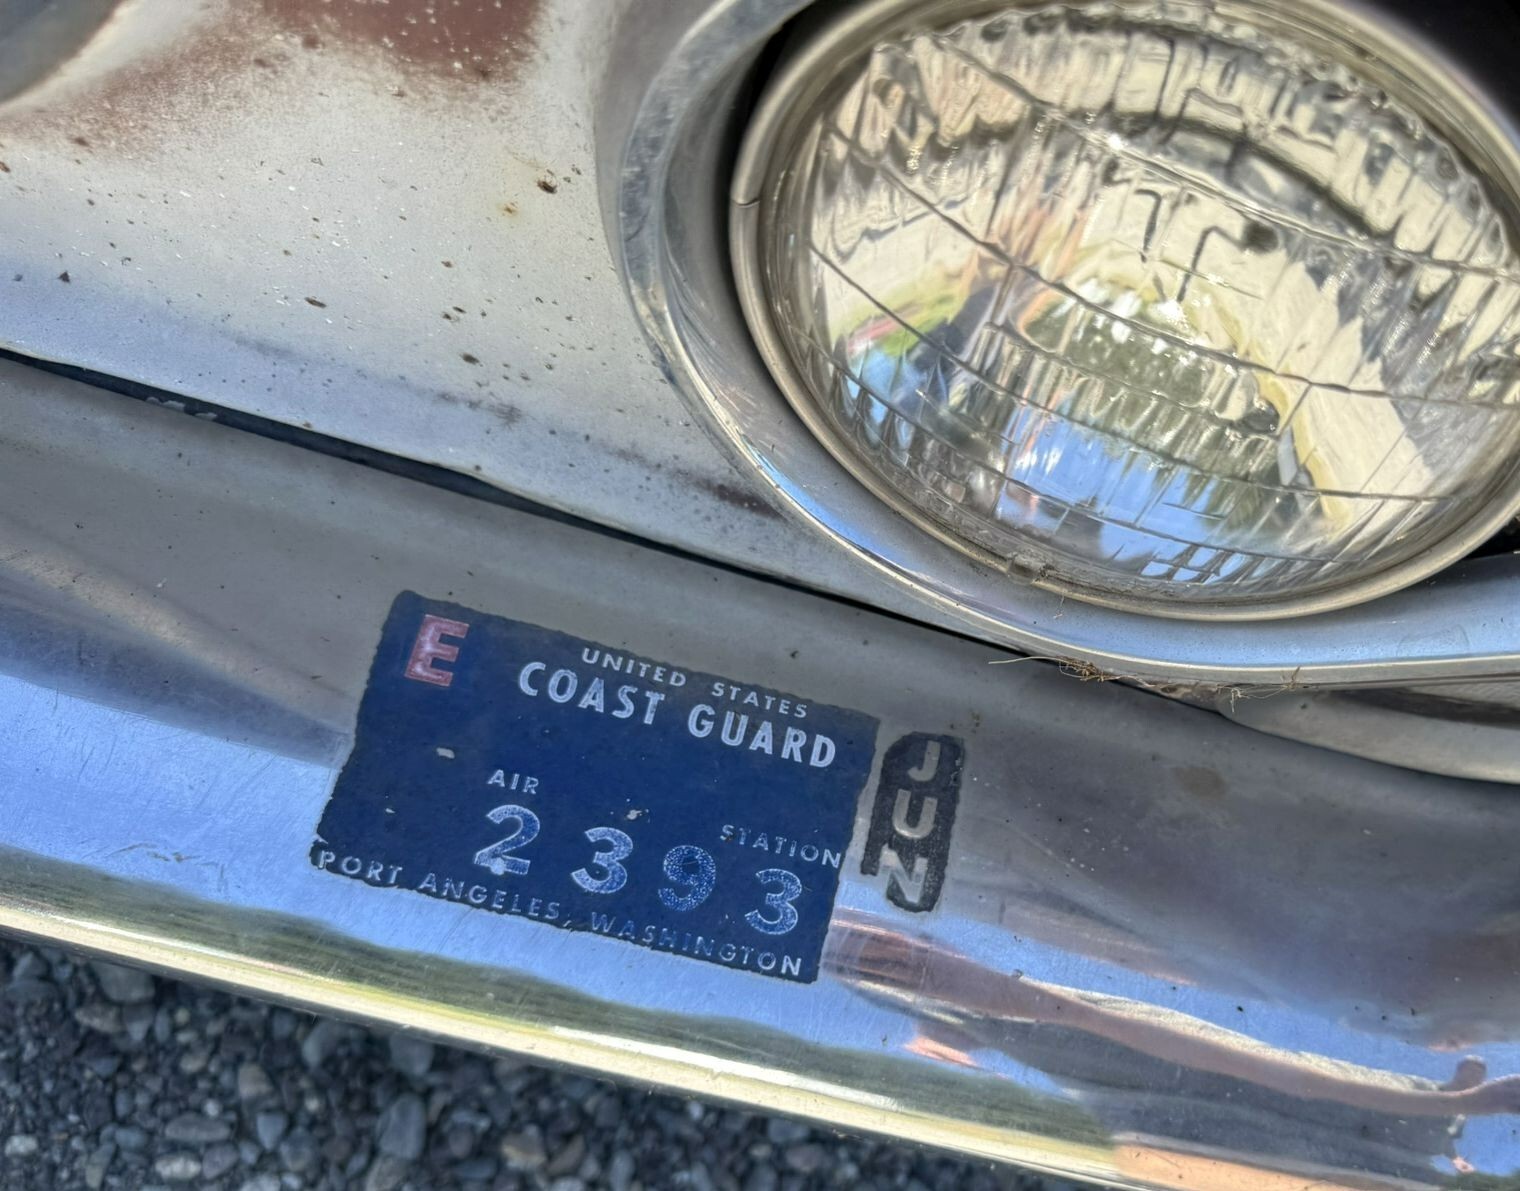 E
UNITED STATES
COAST GUARD
AIR
STATION
2393
PORT ANGELES, WASHINGTON
JUN